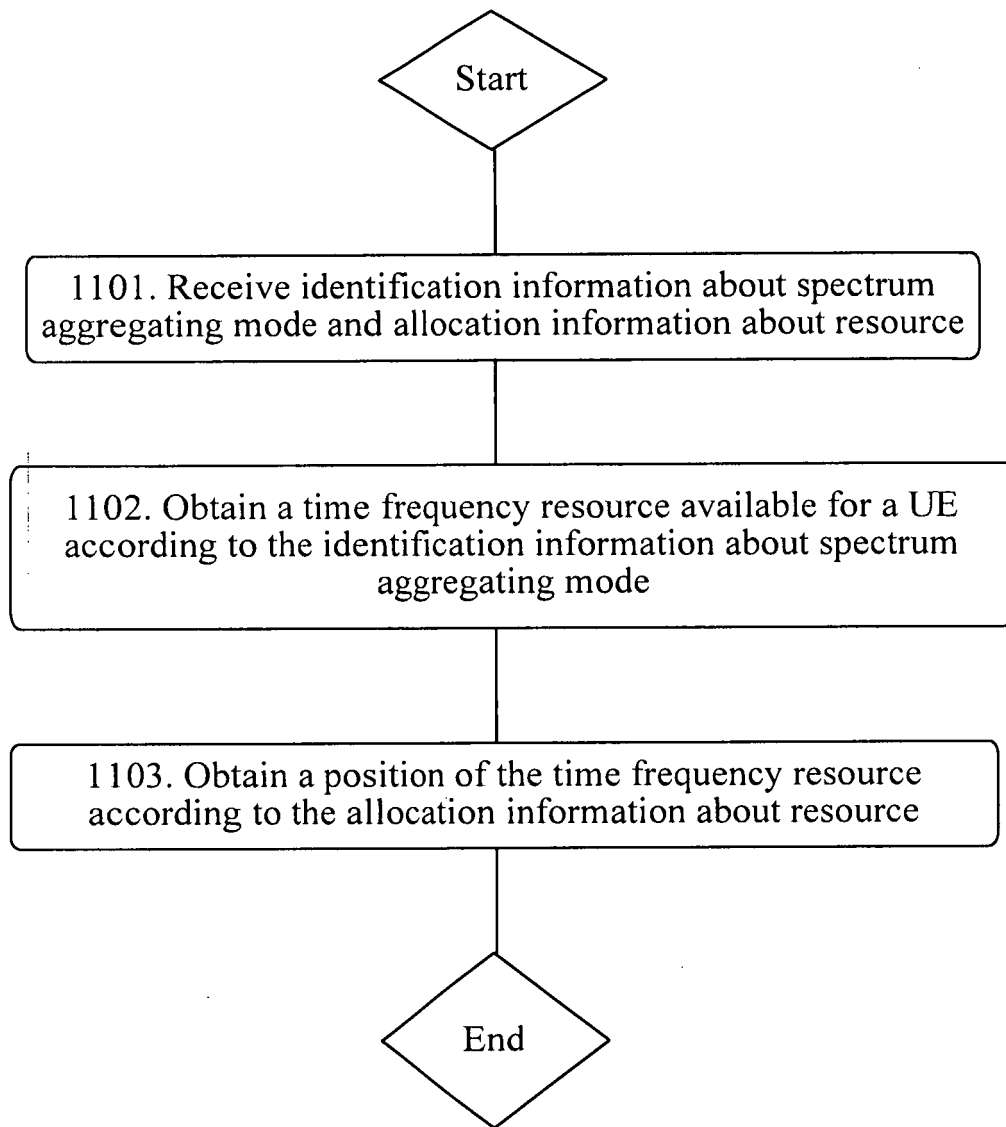 Start
1101. Receive identification information about spectrum
aggregating mode and allocation information about resource
1102. Obtain a time frequency resource available for a UE
according to the identification information about spectrum
aggregating mode
1103. Obtain a position of the time frequency resource
according to the allocation information about resource
End